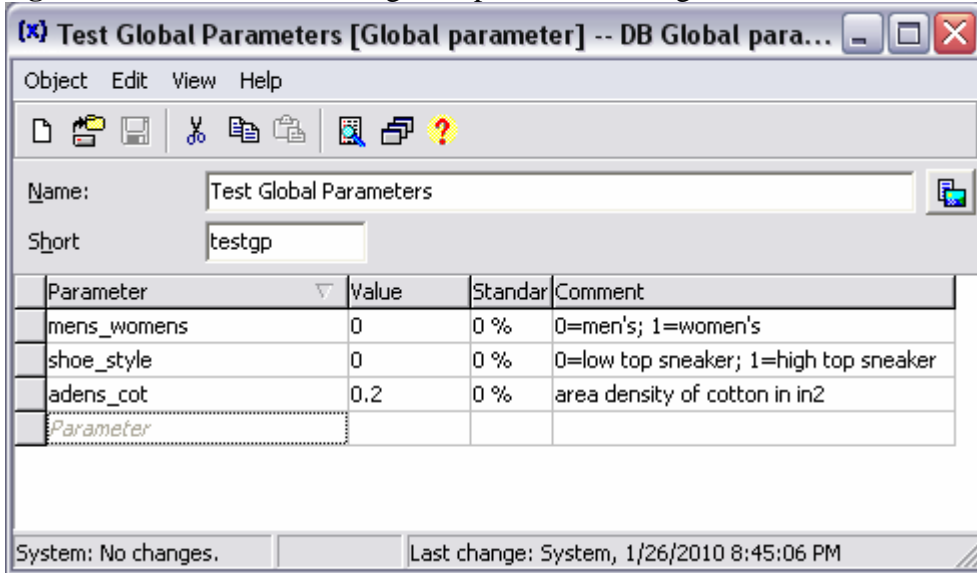 Test Global Parameters [Global parameter] -- DB Global para...
Object Edit View Help
Name: Test Global Parameters
Short testgp
Parameter Value Standar Comment
mens_womens 0 0 % 0=men's; 1=women's
shoe_style 0 0 % 0=low top sneaker; 1=high top sneaker
adens_cot 0.2 0 % area density of cotton in in2
Parameter
System: No changes. Last change: System, 1/26/2010 8:45:06 PM